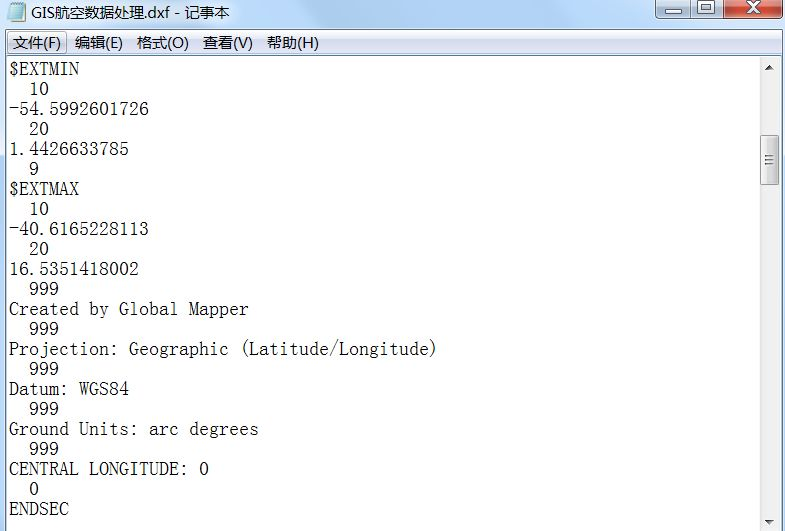 GIS航空数据处理.dxf - 记事本
文件(F) 编辑(E) 格式(O) 查看(V) 帮助(H)
$EXTMIN
10
-54.5992601726
20
1.4426633785
9
$EXTMAX
10
-40.6165228113
20
16.5351418002
999
Created by Global Mapper
999
Projection: Geographic (Latitude/Longitude)
999
Datum: WGS84
999
Ground Units: arc degrees
999
CENTRAL LONGITUDE: 0
0
ENDSEC